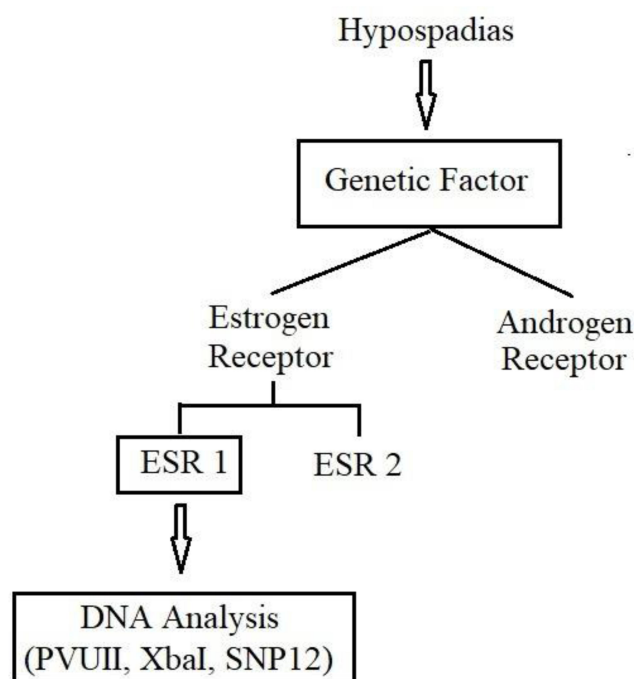 Hypospadias
Genetic Factor
Estrogen
Receptor
Androgen
Receptor
ESR 1
ESR 2
DNA Analysis
(PVUII, XbaI, SNP12)